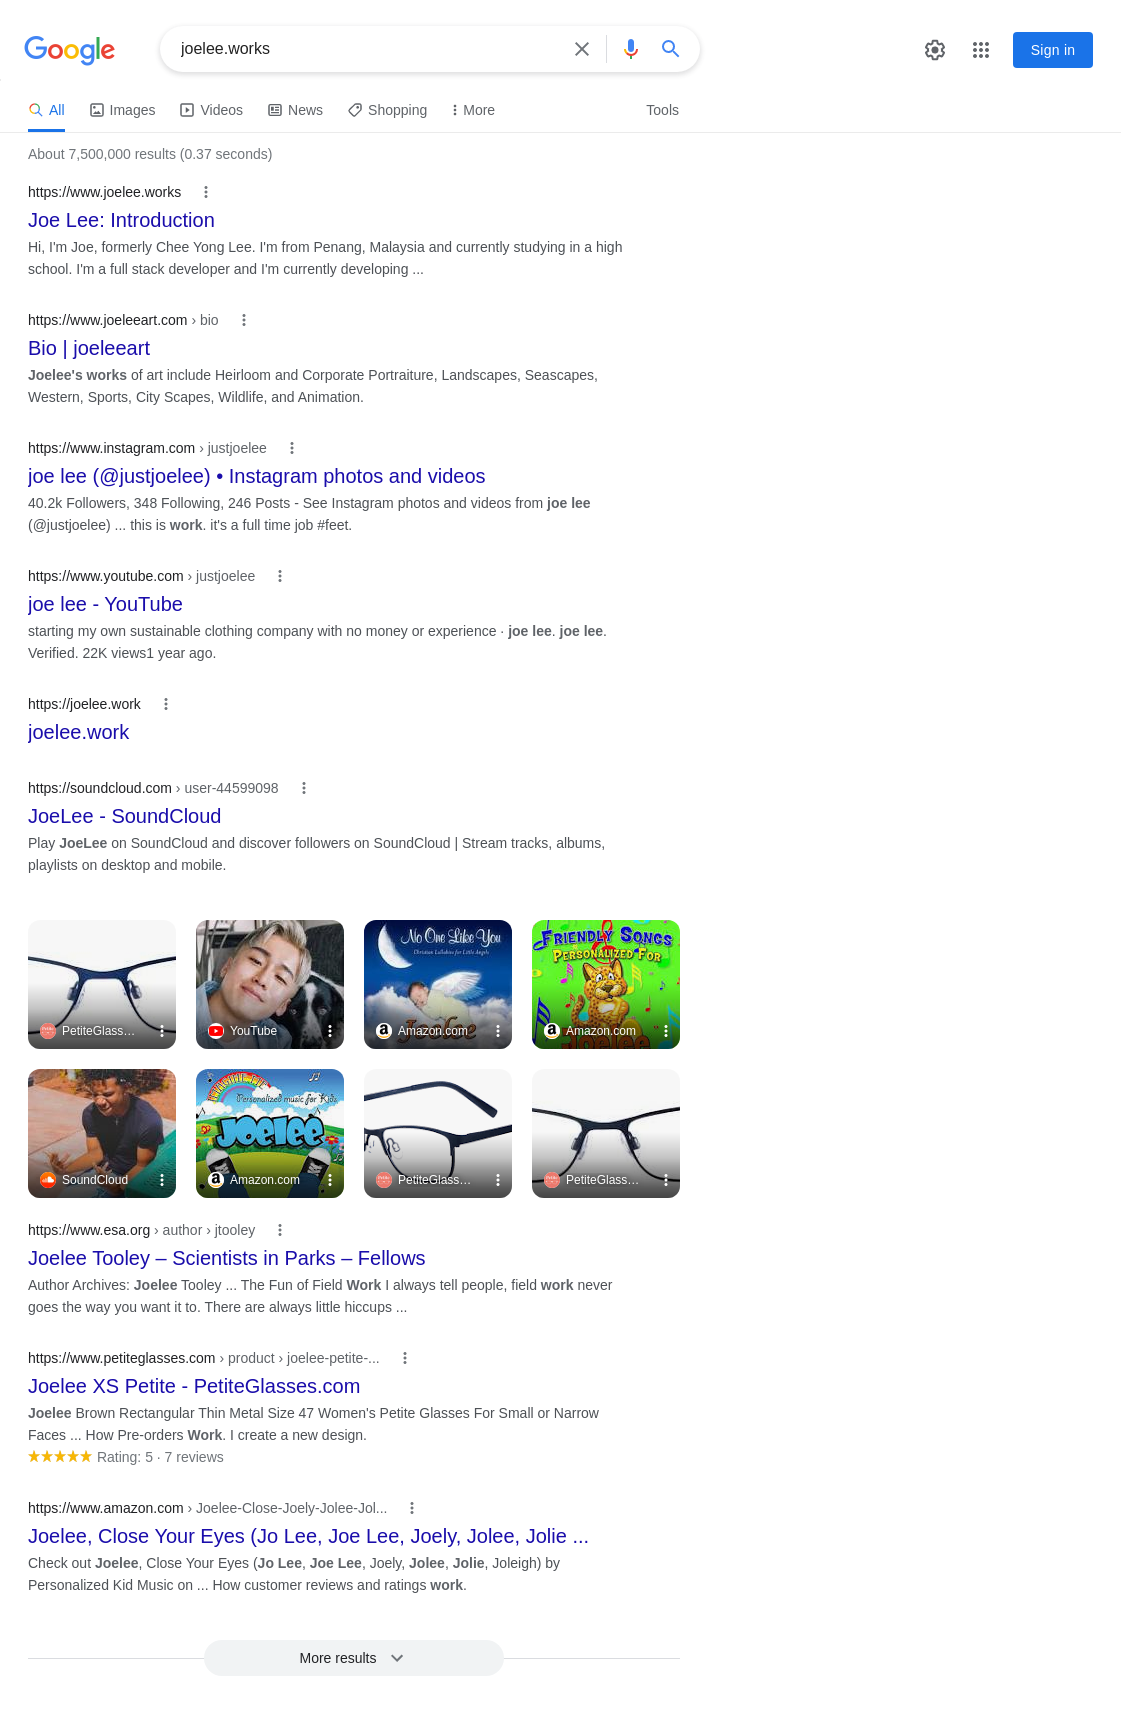 Google
joelee.works
Sign in
All
Images
Videos
News
Shopping
More
Tools
About 7,500,000 results (0.37 seconds)
https://www.joelee.works
Joe Lee: Introduction
Hi, I'm Joe, formerly Chee Yong Lee. I'm from Penang, Malaysia and currently studying in a high
school. I'm a full stack developer and I'm currently developing ...
https://www.joeleeart.com › bio
Bio | joeleeart
Joelee's works of art include Heirloom and Corporate Portraiture, Landscapes, Seascapes,
Western, Sports, City Scapes, Wildlife, and Animation.
https://www.instagram.com › justjoelee
joe lee (@justjoelee) • Instagram photos and videos
40.2k Followers, 348 Following, 246 Posts - See Instagram photos and videos from joe lee
(@justjoelee) ... this is work. it's a full time job #feet.
https://www.youtube.com › justjoelee
joe lee - YouTube
starting my own sustainable clothing company with no money or experience · joe lee. joe lee.
Verified. 22K views1 year ago.
https://joelee.work
joelee.work
https://soundcloud.com › user-44599098
JoeLee - SoundCloud
Play JoeLee on SoundCloud and discover followers on SoundCloud | Stream tracks, albums,
playlists on desktop and mobile.
No One Like You
Christian Lullabies for Little Angels
Joelee
Friendly Songs
Personalized For
Joelee
PetiteGlass...
YouTube
Amazon.com
Amazon.com
Personalized music for Kids
Joelee
SoundCloud
Amazon.com
PetiteGlass...
PetiteGlass...
https://www.esa.org › author › jtooley
Joelee Tooley – Scientists in Parks – Fellows
Author Archives: Joelee Tooley ... The Fun of Field Work I always tell people, field work never
goes the way you want it to. There are always little hiccups ...
https://www.petiteglasses.com › product › joelee-petite-...
Joelee XS Petite - PetiteGlasses.com
Joelee Brown Rectangular Thin Metal Size 47 Women's Petite Glasses For Small or Narrow
Faces ... How Pre-orders Work. I create a new design.
Rating: 5 · 7 reviews
https://www.amazon.com › Joelee-Close-Joely-Jolee-Jol...
Joelee, Close Your Eyes (Jo Lee, Joe Lee, Joely, Jolee, Jolie ...
Check out Joelee, Close Your Eyes (Jo Lee, Joe Lee, Joely, Jolee, Jolie, Joleigh) by
Personalized Kid Music on ... How customer reviews and ratings work.
More results